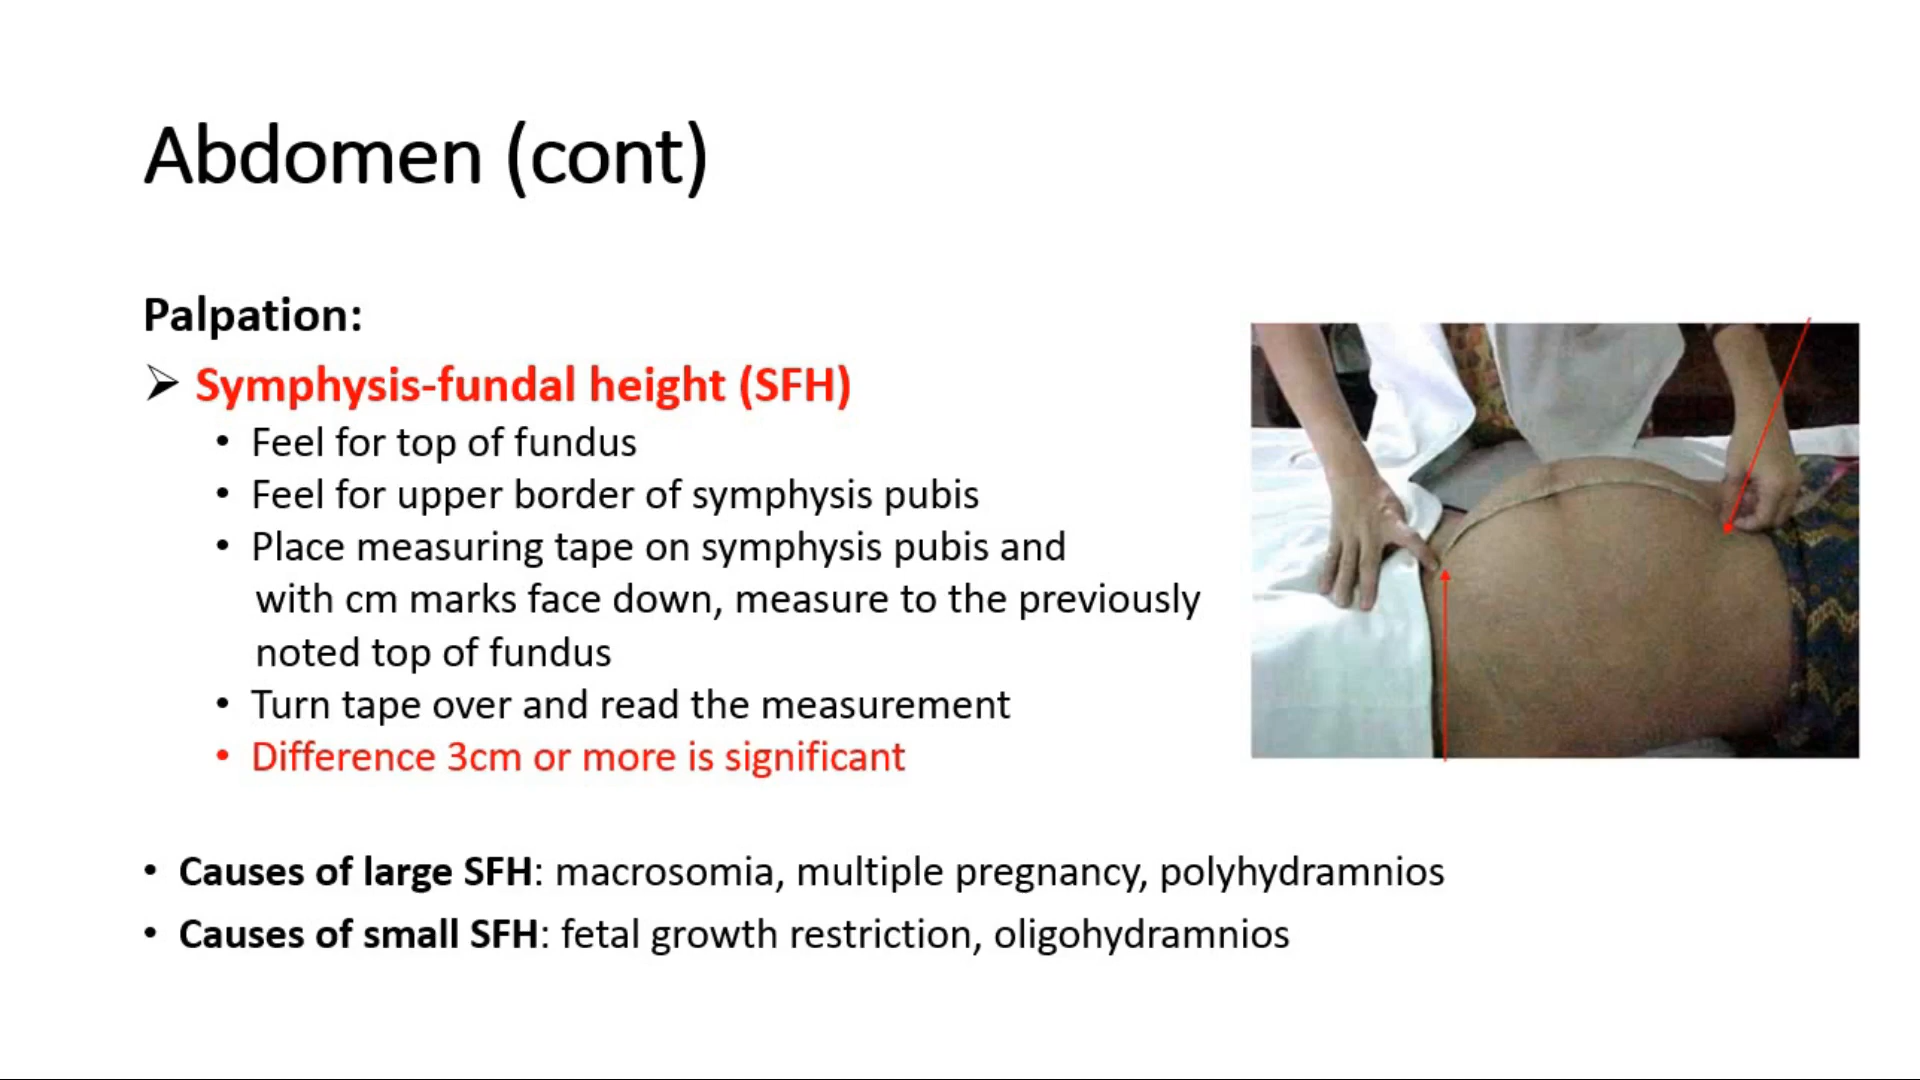 Abdomen (cont)
Palpation:
➢ Symphysis-fundal height (SFH)
• Feel for top of fundus
• Feel for upper border of symphysis pubis
• Place measuring tape on symphysis pubis and
with cm marks face down, measure to the previously
noted top of fundus
• Turn tape over and read the measurement
• Difference 3cm or more is significant
• Causes of large SFH: macrosomia, multiple pregnancy, polyhydramnios
• Causes of small SFH: fetal growth restriction, oligohydramnios